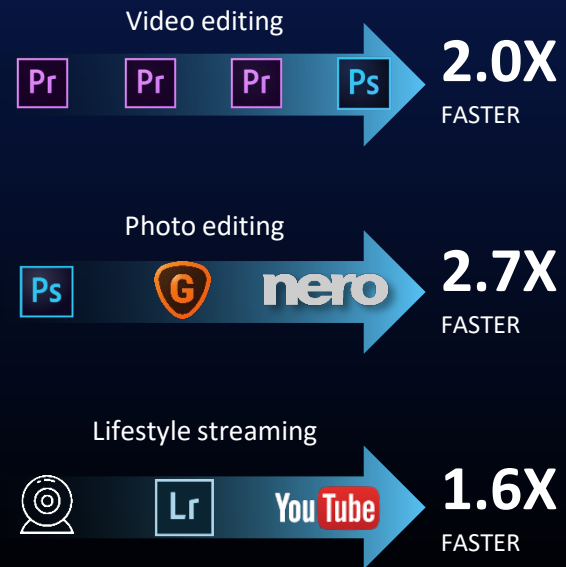 Video editing
Pr Pr Pr Ps
2.0X
FASTER
Photo editing
Ps G nero
2.7X
FASTER
Lifestyle streaming
Lr YouTube
1.6X
FASTER